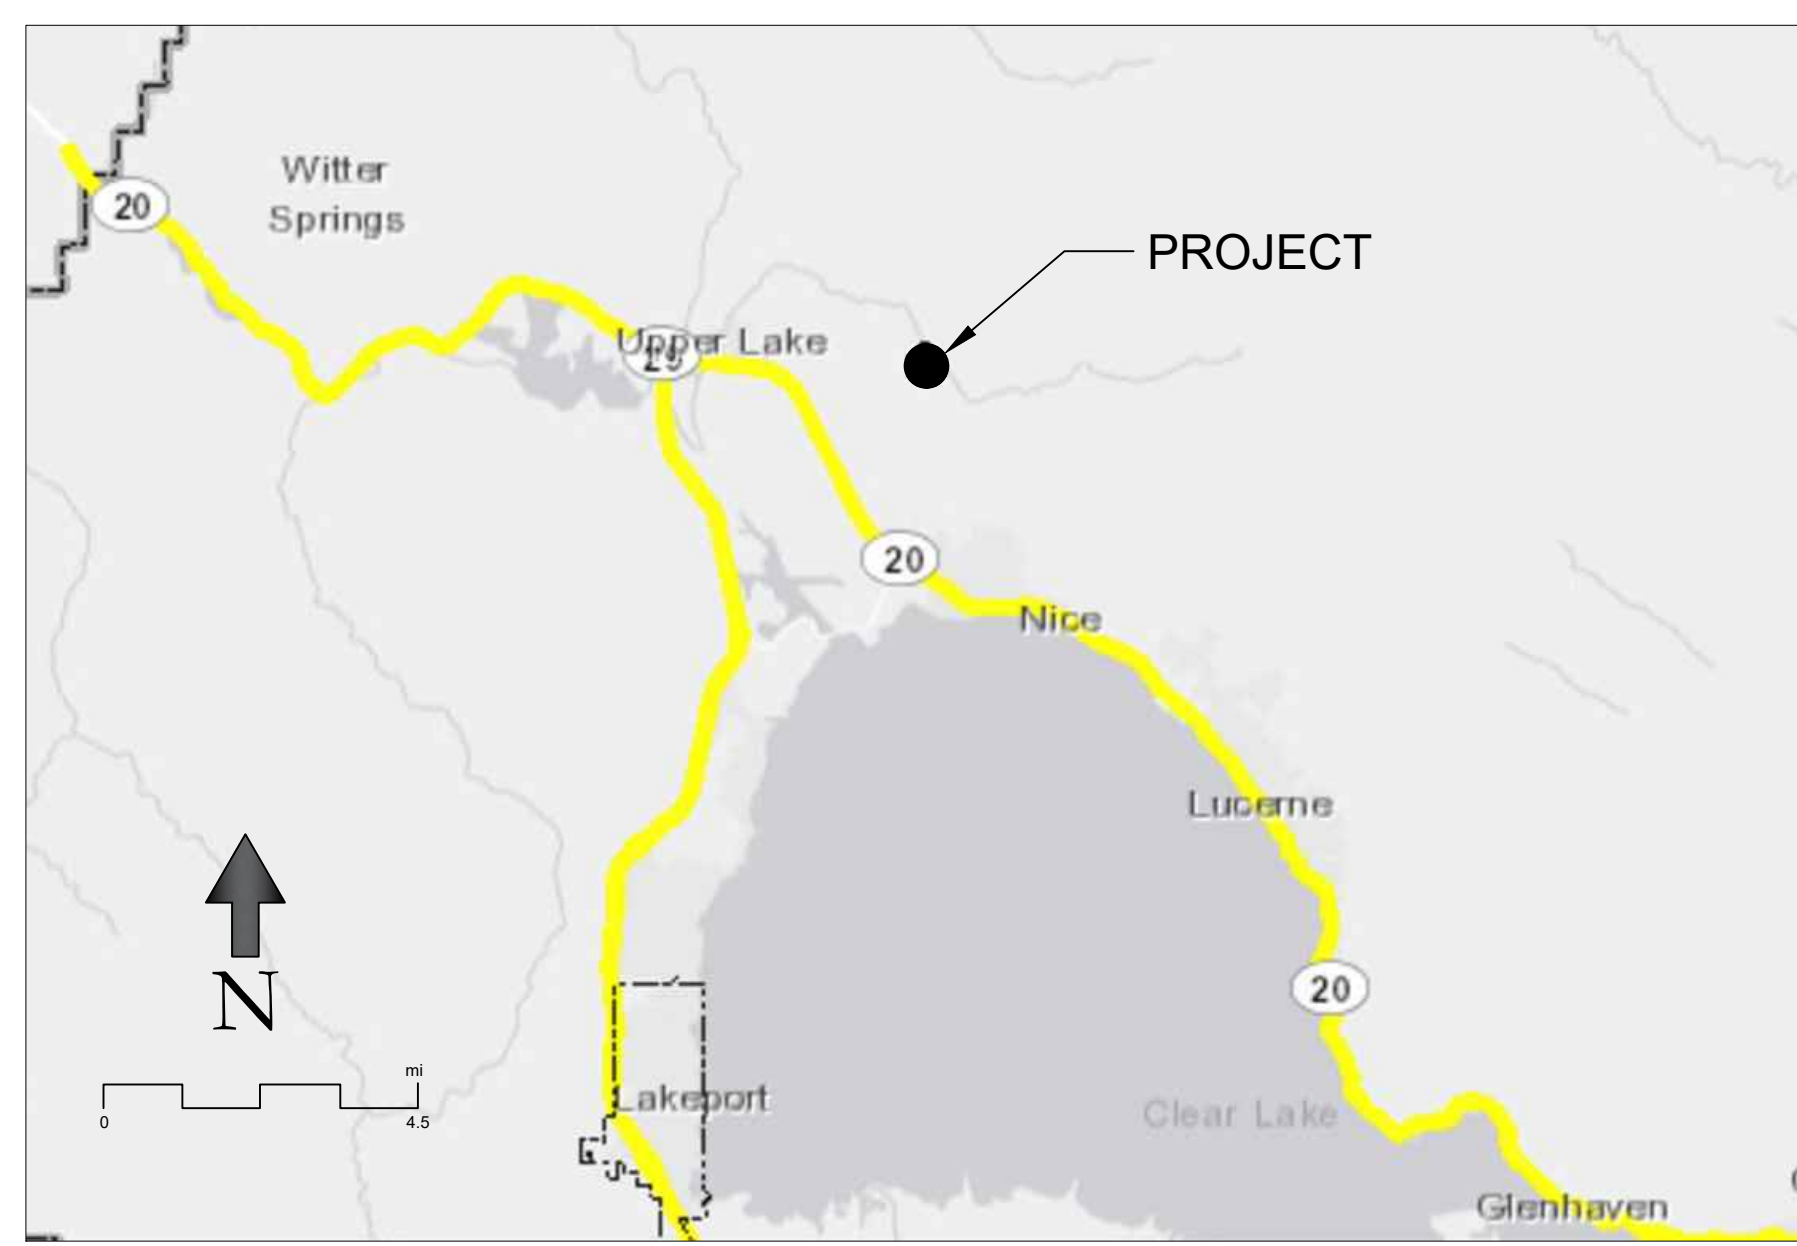 Witter
Springs
20
PROJECT
Upper Lake
29
20
Nice
Lucerne
N
20
mi
0
4.5
Lakeport
Clear Lake
Glenhaven